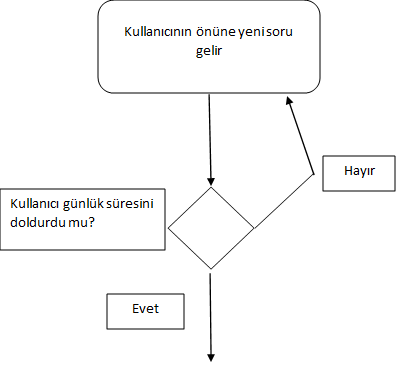 Kullanıcının önüne yeni soru
gelir
Hayır
Kullanıcı günlük süresini
doldurdu mu?
Evet